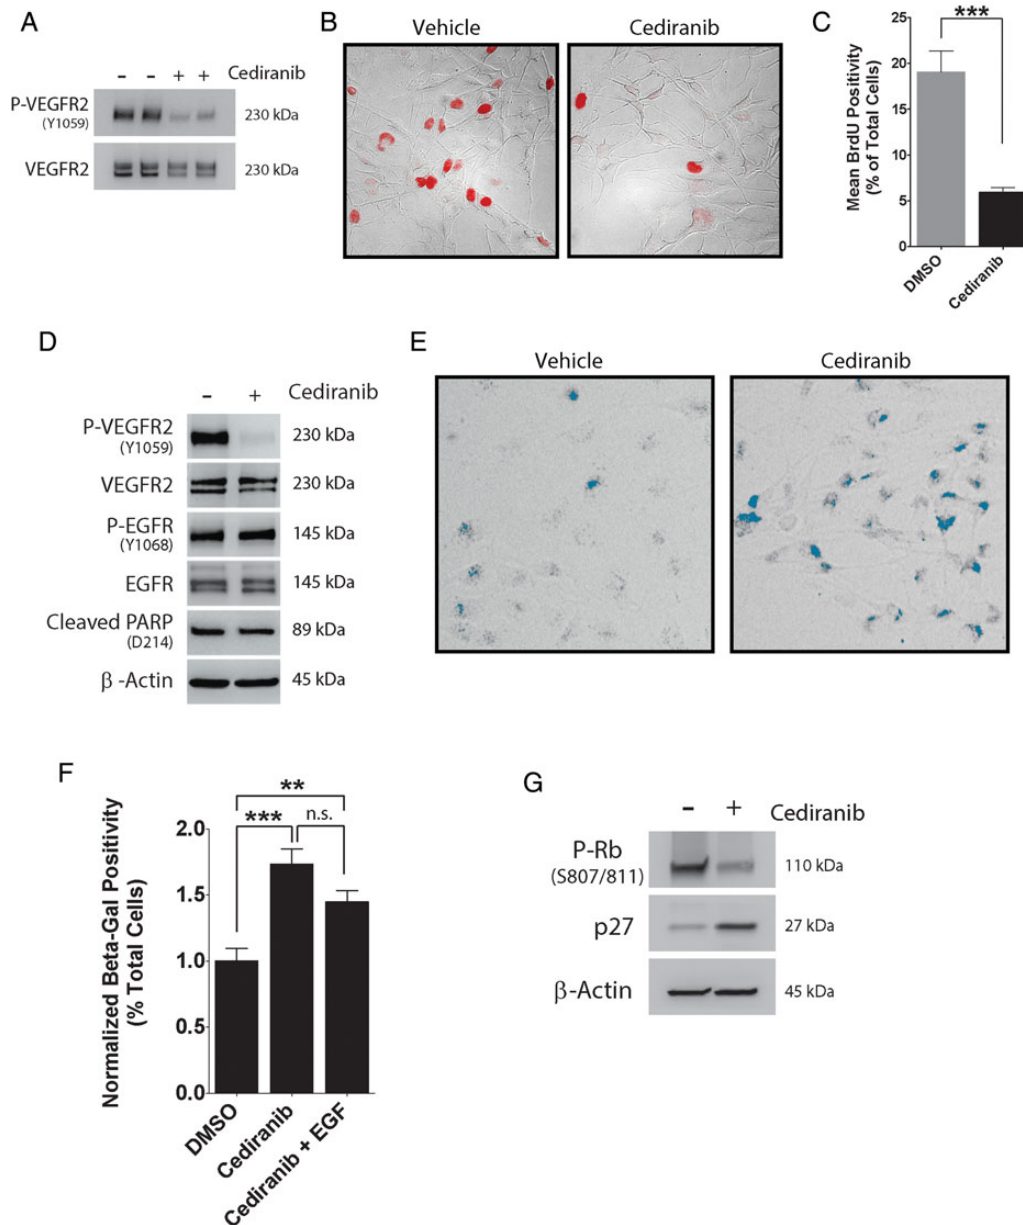 A
- - + + Cediranib
P-VEGFR2
(Y1059)
230 kDa
VEGFR2
230 kDa
B
Vehicle
Cediranib
C
***
Mean BrdU Positivity
(% of Total Cells)
25
20
15
10
5
0
DMSO
Cediranib
D
- + Cediranib
P-VEGFR2
(Y1059)
230 kDa
VEGFR2
230 kDa
P-EGFR
(Y1068)
145 kDa
EGFR
145 kDa
Cleaved PARP
(D214)
89 kDa
β -Actin
45 kDa
E
Vehicle
Cediranib
F
**
***
n.s.
Normalized Beta-Gal Positivity
(% Total Cells)
2.0
1.5
1.0
0.5
0.0
DMSO
Cediranib
Cediranib + EGF
G
- + Cediranib
P-Rb
(S807/811)
110 kDa
p27
27 kDa
β-Actin
45 kDa